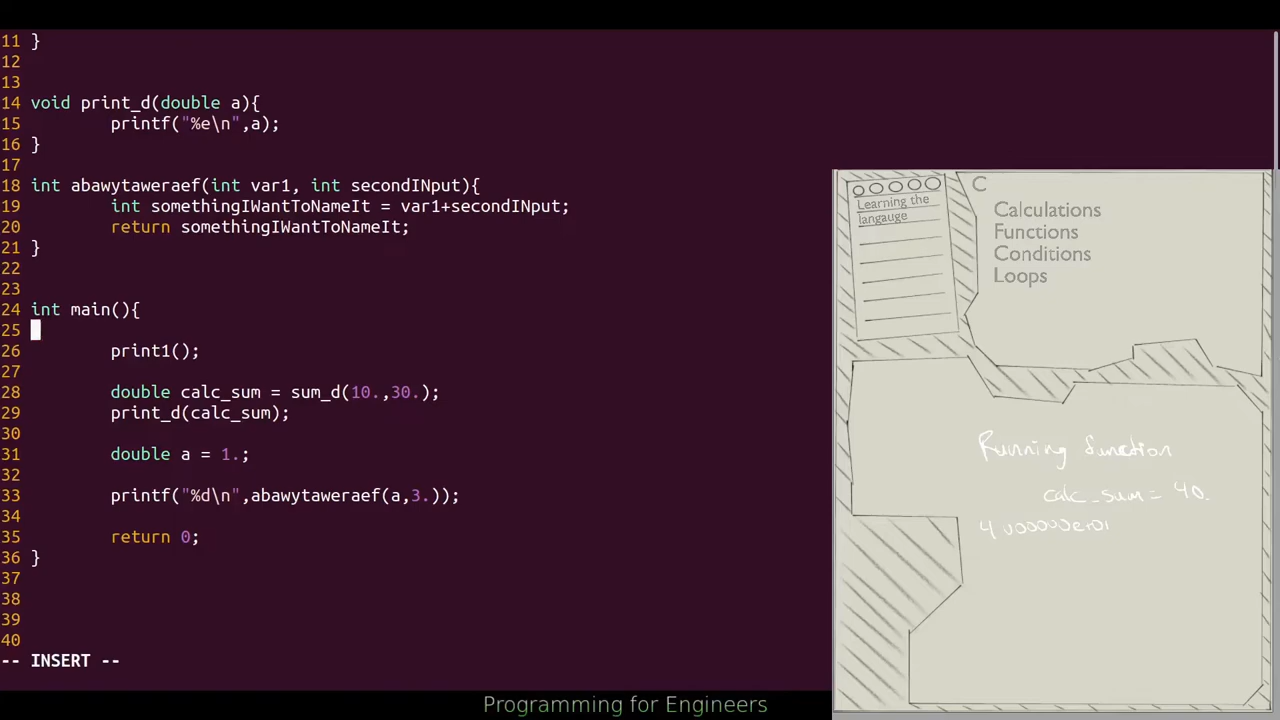 11 }
12
13
14 void print_d(double a){
15         printf("%e\n",a);
16 }
17
18 int abawytaweraef(int var1, int secondINput){
19         int somethingIWantToNameIt = var1+secondINput;
20         return somethingIWantToNameIt;
21 }
22
23
24 int main(){
25
26         print1();
27
28         double calc_sum = sum_d(10.,30.);
29         print_d(calc_sum);
30
31         double a = 1.;
32
33         printf("%d\n",abawytaweraef(a,3.));
34
35         return 0;
36 }
37
38
39
40
-- INSERT --
Learning the
langauge
C
Calculations
Functions
Conditions
Loops
Running function
calc_sum = 40.
4.000000e+01
Programming for Engineers